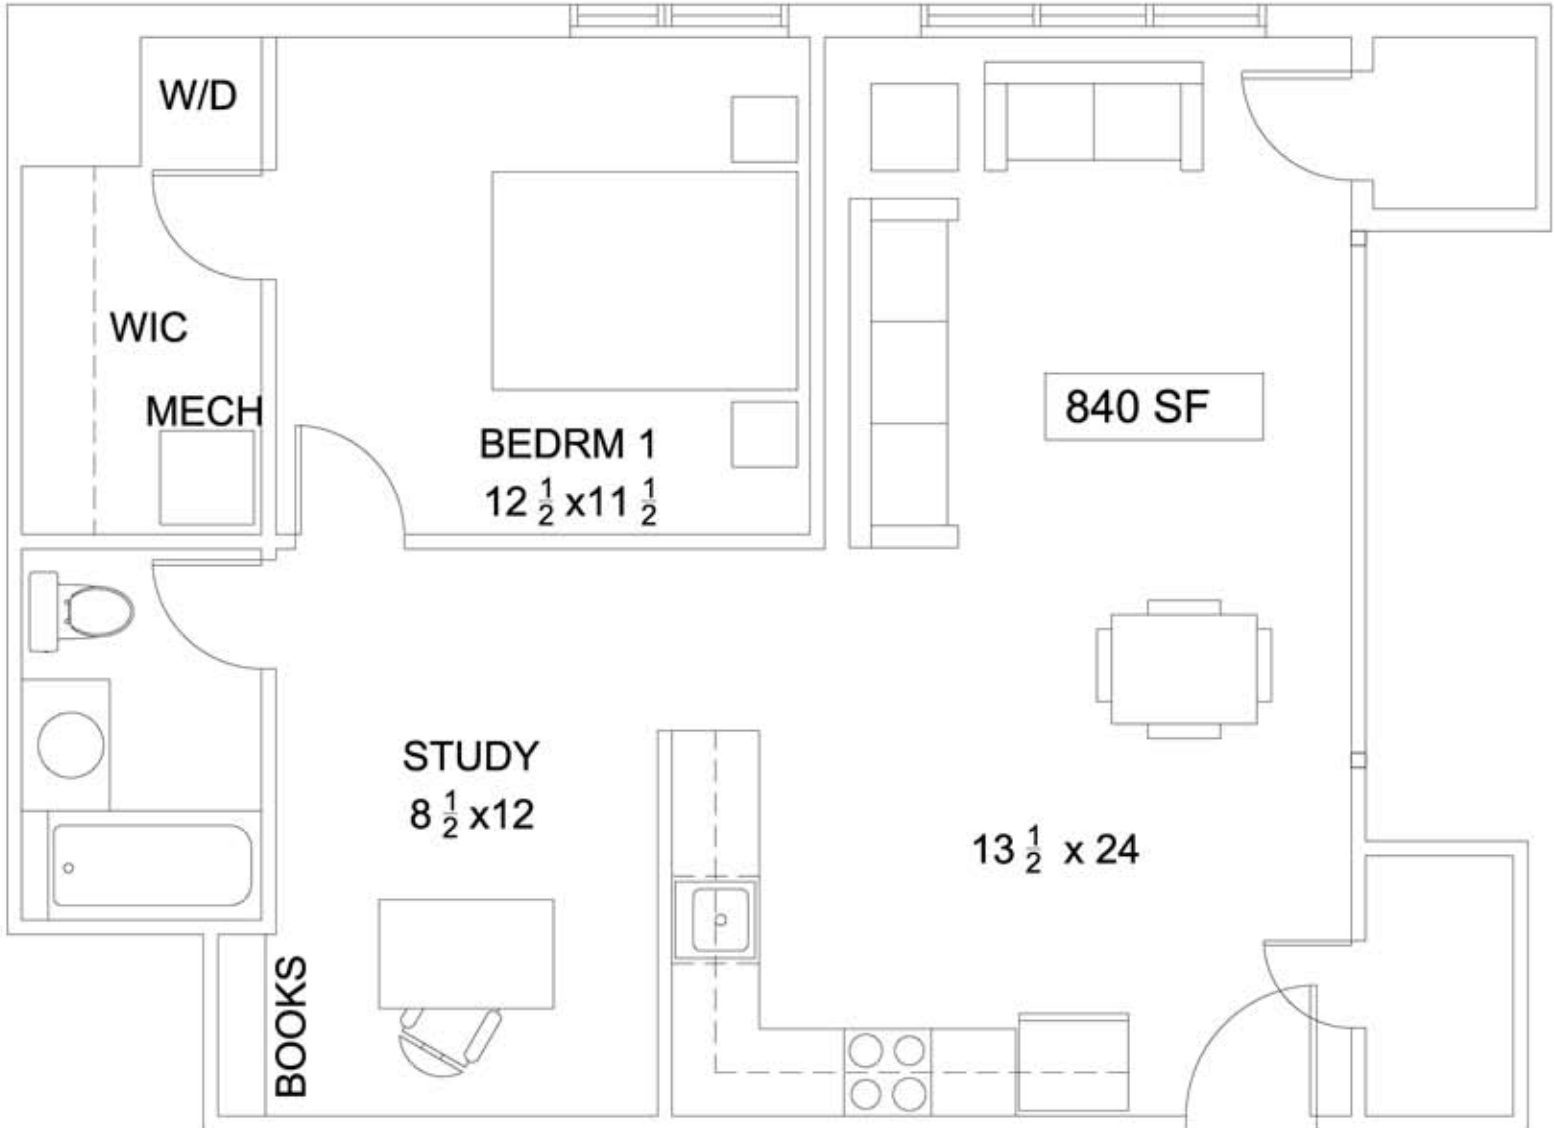 W/D
WIC
MECH
BEDRM 1
12 1/2 x11 1/2
840 SF
STUDY
8 1/2 x12
13 1/2 x 24
BOOKS